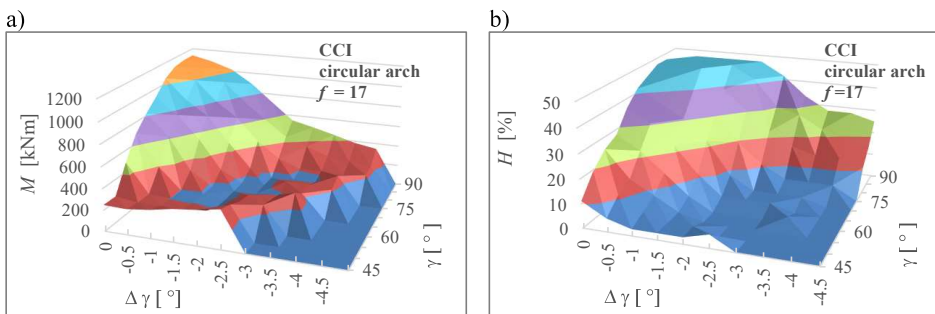 a)
CCI
circular arch
f = 17
M [kNm]
1200
1000
800
600
400
200
0
0
-0.5
-1
-1.5
-2
-2.5
-3
-3.5
-4
-4.5
Δ γ [ °]
90
75
60
45
γ [ ° ]
b)
CCI
circular arch
f=17
H [%]
50
40
30
20
10
0
0
-0.5
-1
-1.5
-2
-2.5
-3
-3.5
-4
-4.5
Δ γ [ °]
90
75
60
45
γ [ ° ]